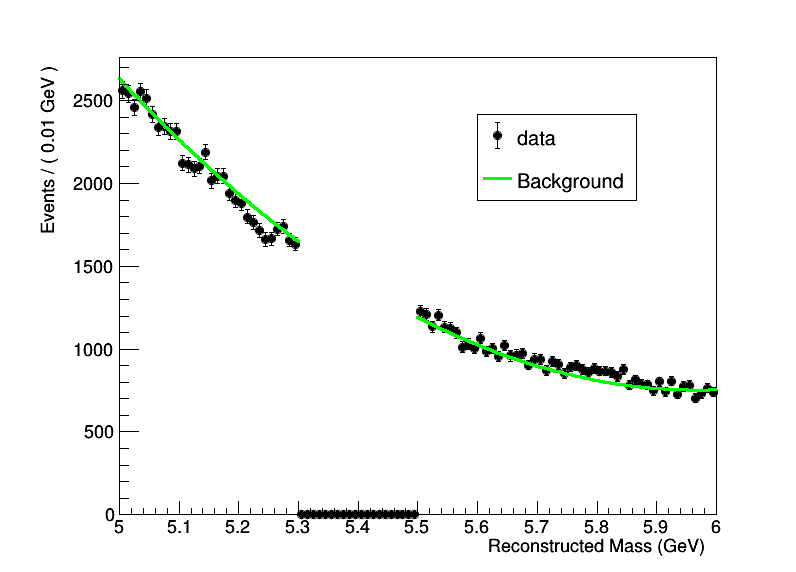 Events / ( 0.01 GeV )
2500
2000
1500
1000
500
0
data
Background
5 5.1 5.2 5.3 5.4 5.5 5.6 5.7 5.8 5.9 6
Reconstructed Mass (GeV)